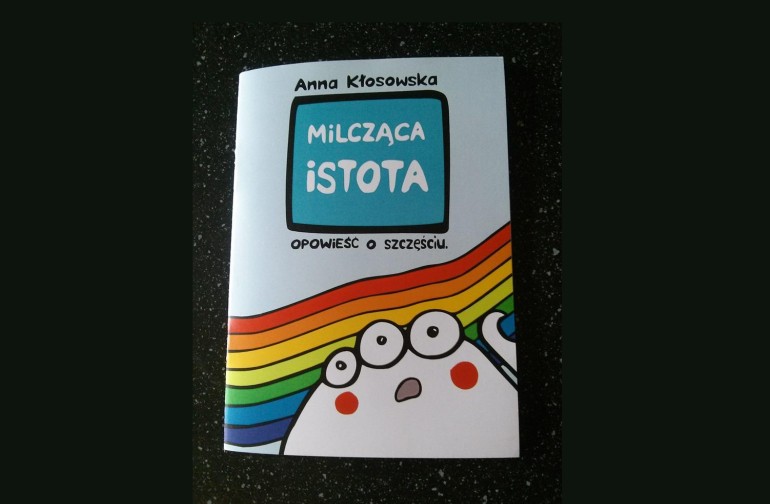 Anna Kłosowska
MiLCZĄCA
iSTOTA
OPOWiEŚĆ O SZCZĘŚCiU.